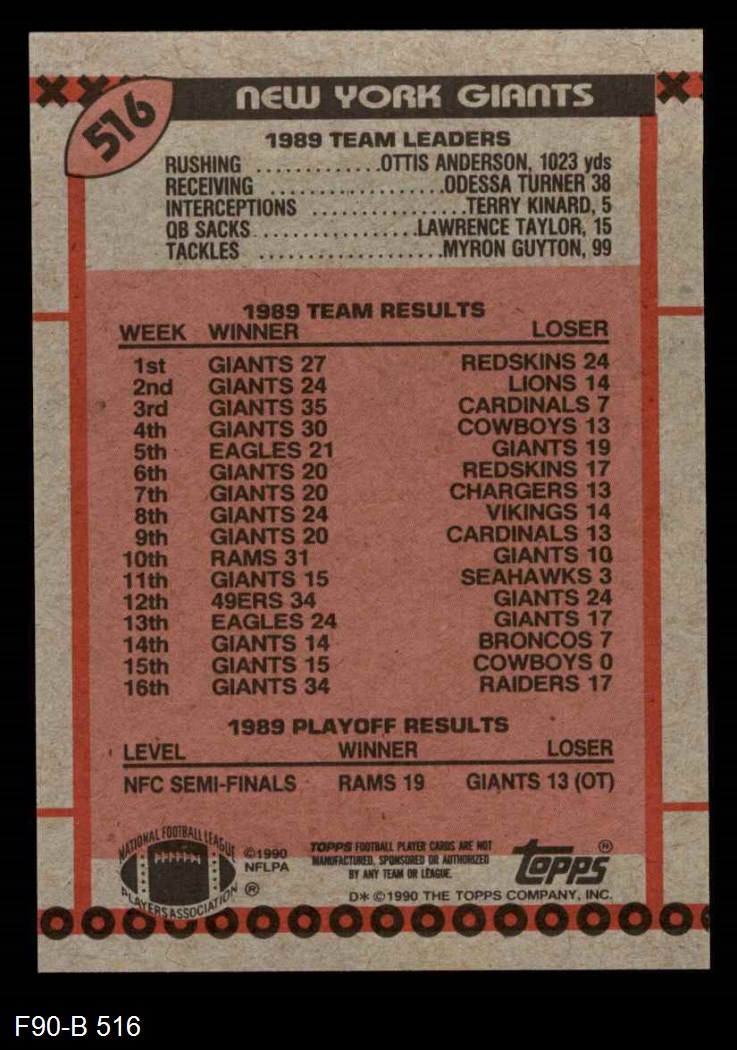 516
NEW YORK GIANTS
1989 TEAM LEADERS
RUSHING ............OTTIS ANDERSON, 1023 yds
RECEIVING ..................ODESSA TURNER 38
INTERCEPTIONS ................TERRY KINARD, 5
QB SACKS.................LAWRENCE TAYLOR, 15
TACKLES ...................MYRON GUYTON, 99
1989 TEAM RESULTS
WEEK WINNER LOSER
1st GIANTS 27 REDSKINS 24
2nd GIANTS 24 LIONS 14
3rd GIANTS 35 CARDINALS 7
4th GIANTS 30 COWBOYS 13
5th EAGLES 21 GIANTS 19
6th GIANTS 20 REDSKINS 17
7th GIANTS 20 CHARGERS 13
8th GIANTS 24 VIKINGS 14
9th GIANTS 20 CARDINALS 13
10th RAMS 31 GIANTS 10
11th GIANTS 15 SEAHAWKS 3
12th 49ERS 34 GIANTS 24
13th EAGLES 24 GIANTS 17
14th GIANTS 14 BRONCOS 7
15th GIANTS 15 COWBOYS 0
16th GIANTS 34 RAIDERS 17
1989 PLAYOFF RESULTS
LEVEL WINNER LOSER
NFC SEMI-FINALS RAMS 19 GIANTS 13 (OT)
NATIONAL FOOTBALL LEAGUE
PLAYERS ASSOCIATION
®
©1990
NFLPA
TOPPS FOOTBALL PLAYER CARDS ARE NOT
MANUFACTURED, SPONSORED OR AUTHORIZED
BY ANY TEAM OR LEAGUE.
topps®
D* ©1990 THE TOPPS COMPANY, INC.
F90-B 516